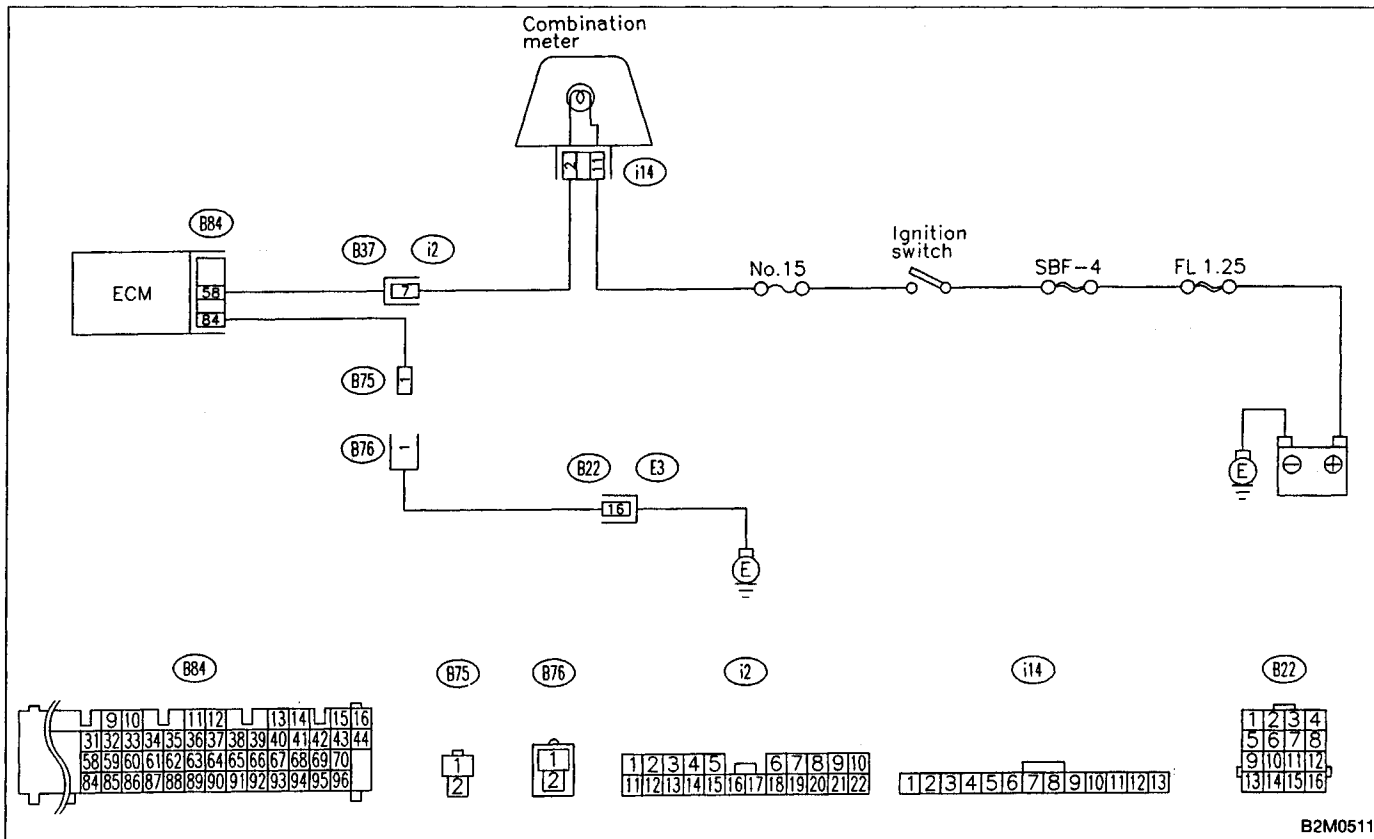 Combination
meter
2 11
i14
B84
B37 i2
Ignition
switch
No.15
SBF-4
FL 1.25
ECM
58
7
84
B75
1
B76
1
B22 E3
16
E
E
⊖ ⊕
B84
B75
B76
i2
i14
B22
9 10 11 12 13 14 15 16
31 32 33 34 35 36 37 38 39 40 41 42 43 44
58 59 60 61 62 63 64 65 66 67 68 69 70
84 85 86 87 88 89 90 91 92 93 94 95 96
1
2
1
2
1 2 3 4 5 6 7 8 9 10
11 12 13 14 15 16 17 18 19 20 21 22
1 2 3 4 5 6 7 8 9 10 11 12 13
1 2 3 4
5 6 7 8
9 10 11 12
13 14 15 16
B2M0511